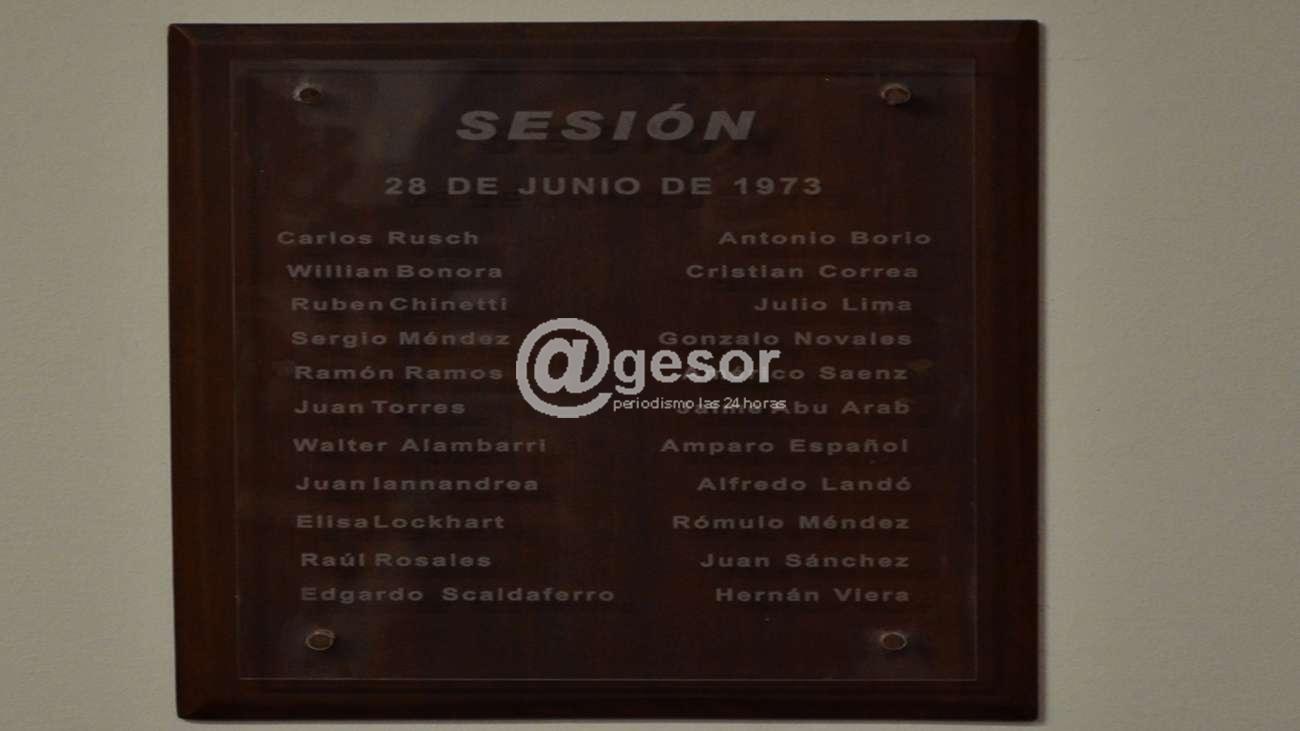 SESIÓN
28 DE JUNIO DE 1973
Carlos Rusch Antonio Borio
Willian Bonora Cristian Correa
Ruben Chinetti Julio Lima
Sergio Méndez Gonzalo Novales
Ramón Ramos Américo Saenz
Juan Torres Jaime Abu Arab
Walter Alambarri Amparo Español
Juan Iannandrea Alfredo Landó
Elisa Lockhart Rómulo Méndez
Raúl Rosales Juan Sánchez
Edgardo Scaldaferro Hernán Viera
@gesor
periodismo las 24 horas